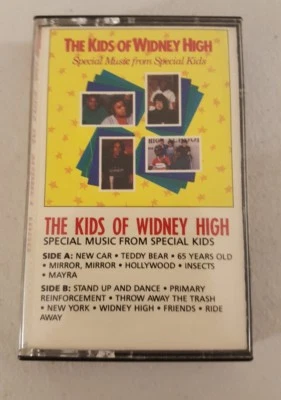 THE KIDS OF WIDNEY HIGH
Special Music from Special Kids
THE KIDS OF WIDNEY HIGH
SPECIAL MUSIC FROM SPECIAL KIDS
SIDE A: NEW CAR • TEDDY BEAR • 65 YEARS OLD
• MIRROR, MIRROR • HOLLYWOOD • INSECTS
• MAYRA
SIDE B: STAND UP AND DANCE • PRIMARY
REINFORCEMENT • THROW AWAY THE TRASH
• NEW YORK • WIDNEY HIGH • FRIENDS • RIDE
AWAY